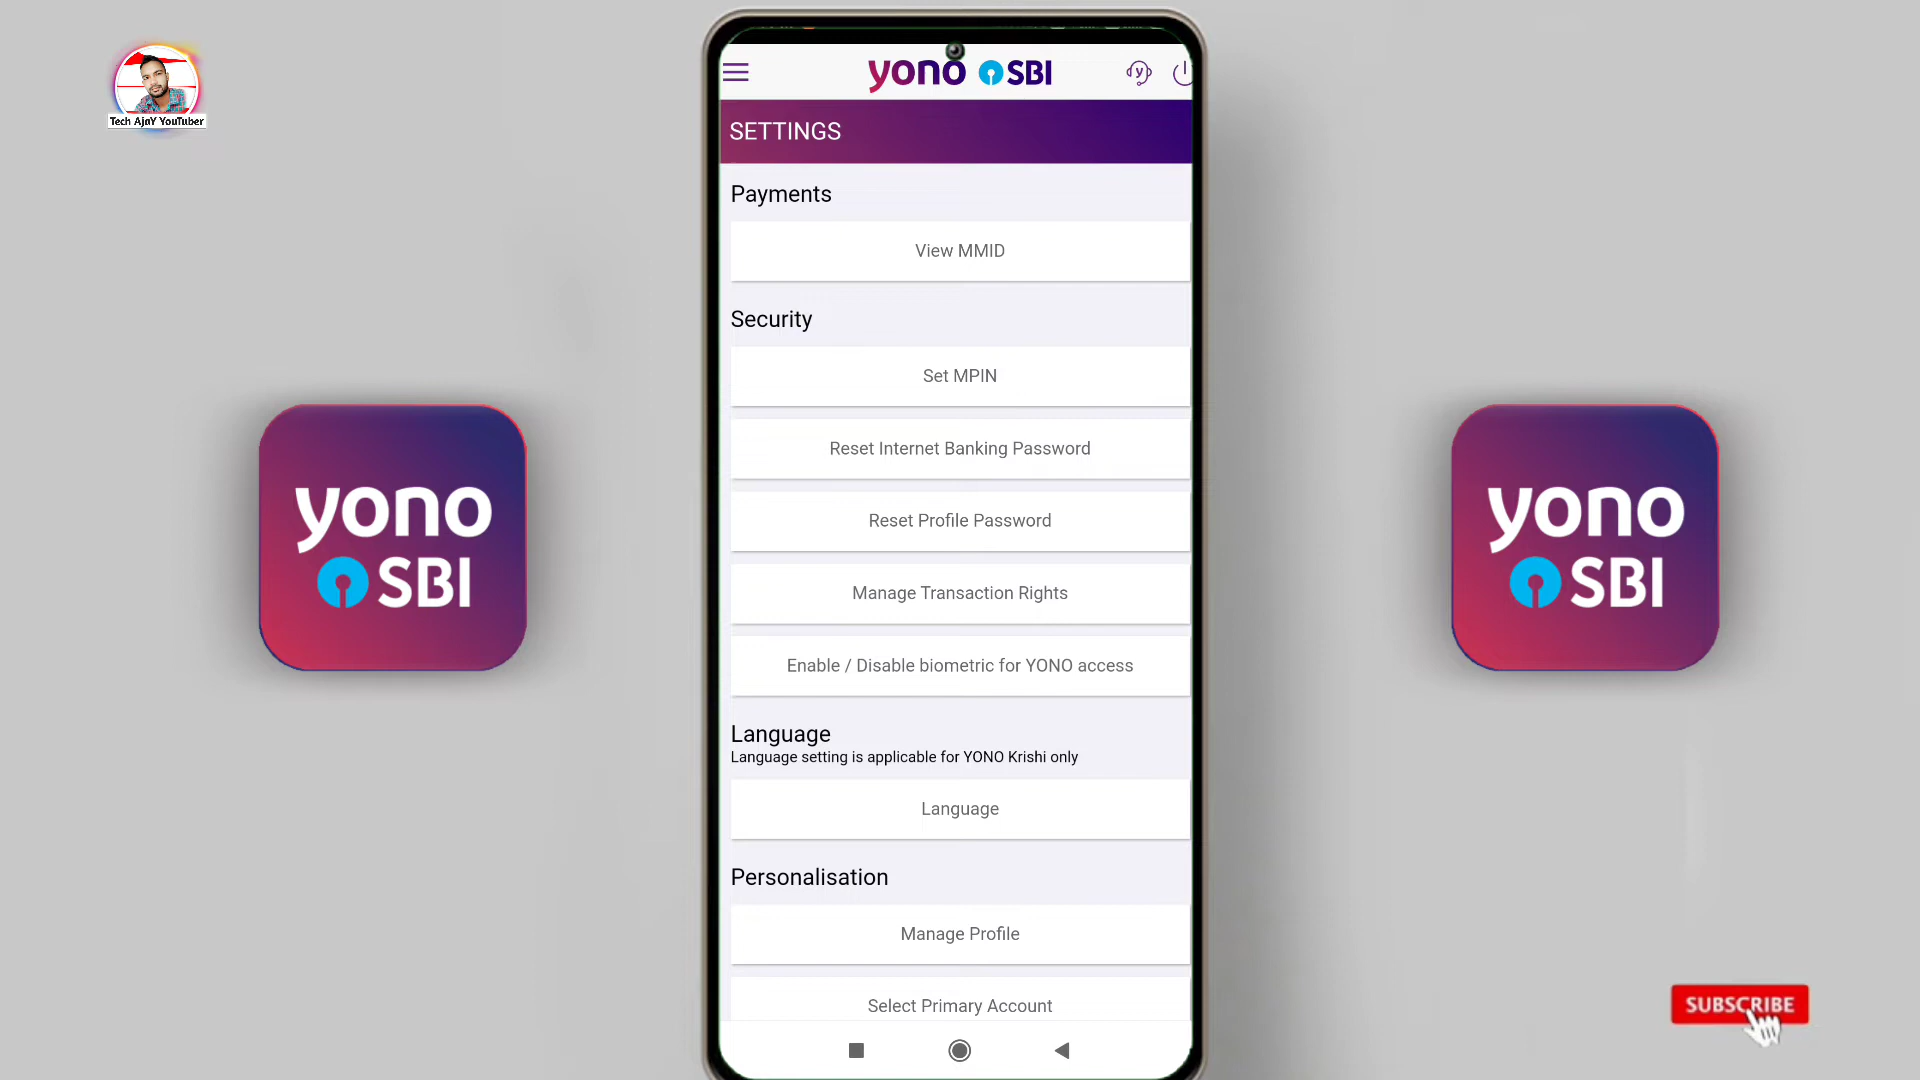 yono SBI
SETTINGS
Payments
View MMID
Security
Set MPIN
Reset Internet Banking Password
Reset Profile Password
Manage Transaction Rights
Enable / Disable biometric for YONO access
Language
Language setting is applicable for YONO Krishi only
Language
Personalisation
Manage Profile
Select Primary Account
Tech AjaY YouTuber
yono
SBI
yono
SBI
SUBSCRIBE